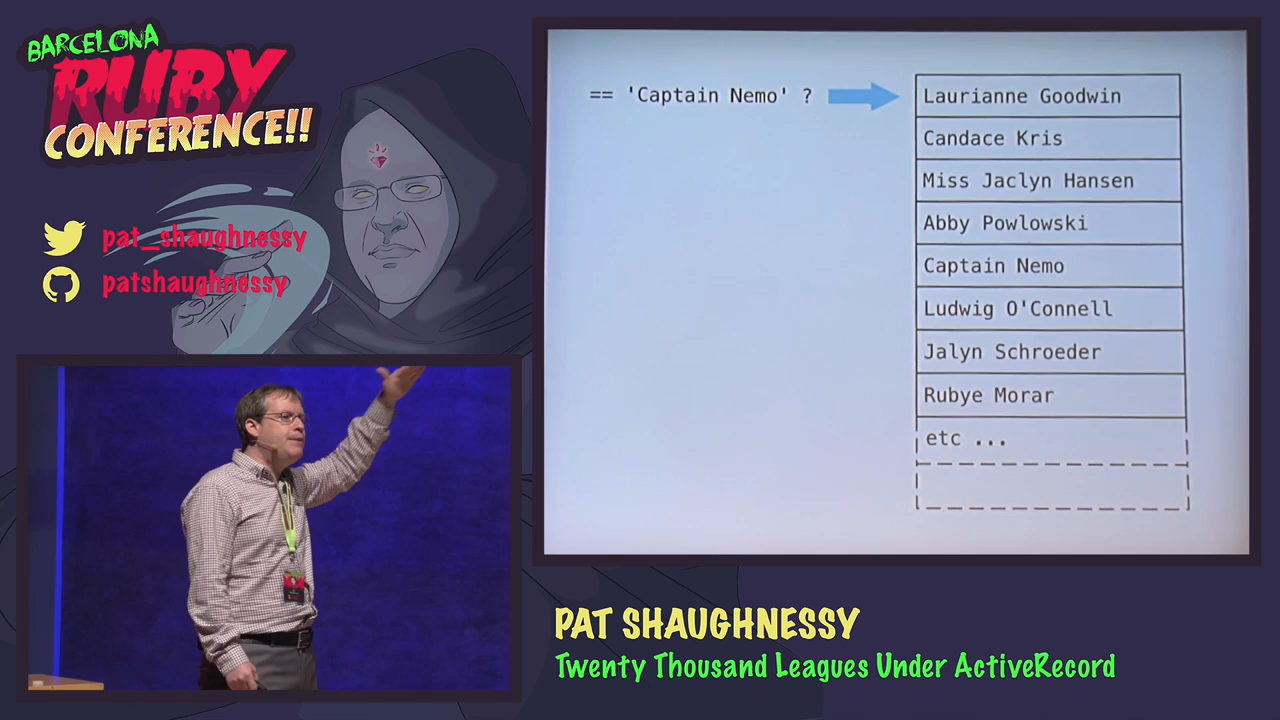 BARCELONA
RUBY
CONFERENCE!!
pat_shaughnessy
patshaughnessy
== 'Captain Nemo' ?
Laurianne Goodwin
Candace Kris
Miss Jaclyn Hansen
Abby Powlowski
Captain Nemo
Ludwig O'Connell
Jalyn Schroeder
Rubye Morar
etc ...
PAT SHAUGHNESSY
Twenty Thousand Leagues Under ActiveRecord